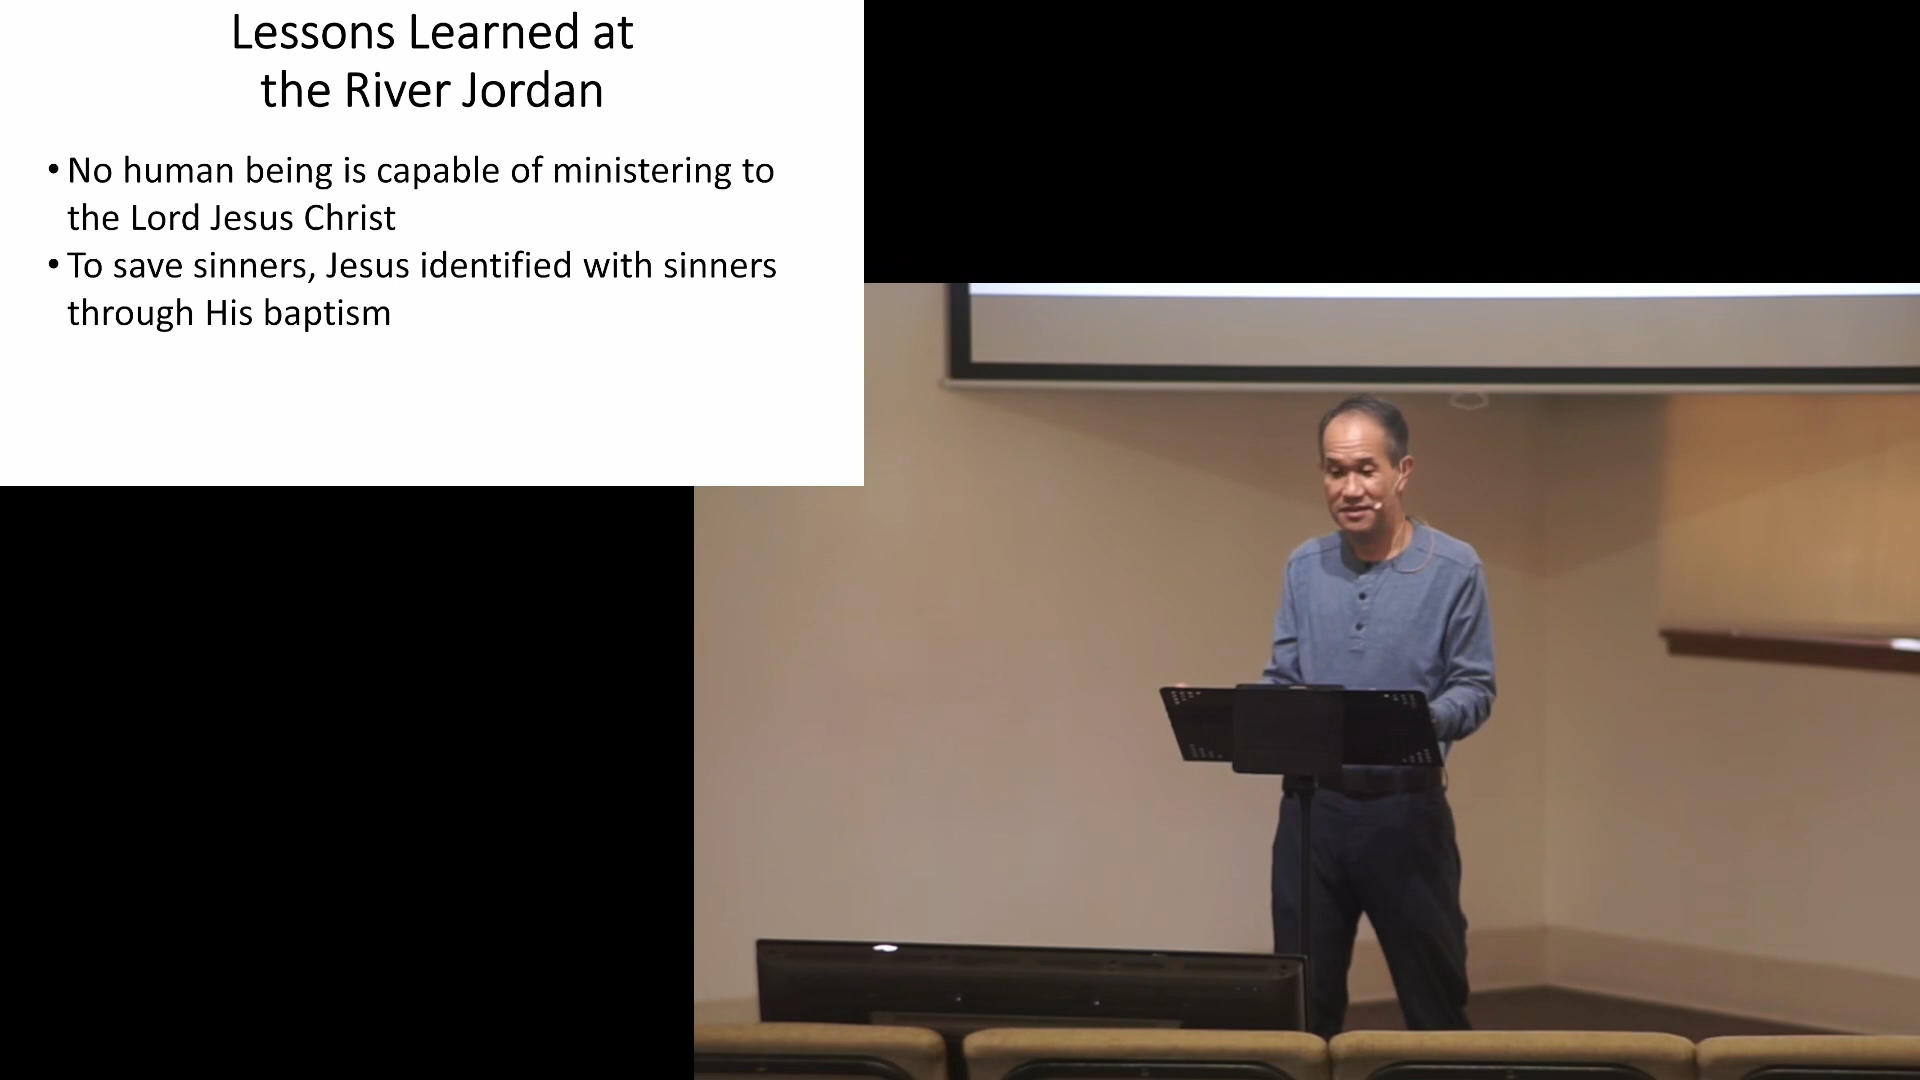 Lessons Learned at
the River Jordan
• No human being is capable of ministering to
the Lord Jesus Christ
• To save sinners, Jesus identified with sinners
through His baptism